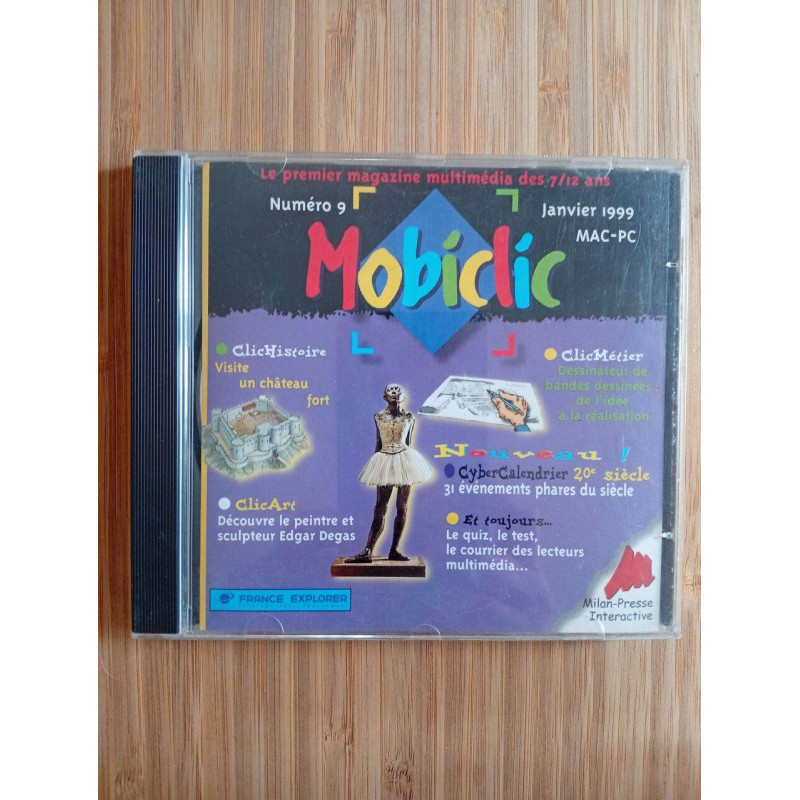 Le premier magazine multimédia des 7/12 ans
Numéro 9
Janvier 1999
MAC-PC
Mobiclic
ClicHistoire
Visite
un château
fort
ClicMétier
Dessinateur de
bandes dessinées :
de l'idée
à la réalisation
Nouveau !
CyberCalendrier 20e siècle
31 événements phares du siècle
ClicArt
Découvre le peintre et
sculpteur Edgar Degas
Et toujours...
Le quiz, le test,
le courrier des lecteurs
multimédia...
FRANCE EXPLORER
Milan-Presse
Interactive